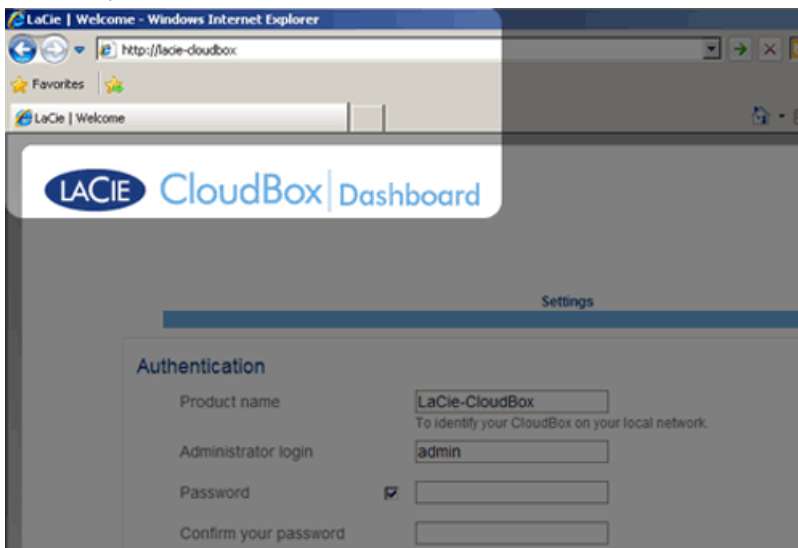 LaCie | Welcome - Windows Internet Explorer
http://lacie-cloudbox
Favorites
LaCie | Welcome
LACIE CloudBox Dashboard
Settings
Authentication
Product name LaCie-CloudBox
To identify your CloudBox on your local network.
Administrator login admin
Password
Confirm your password